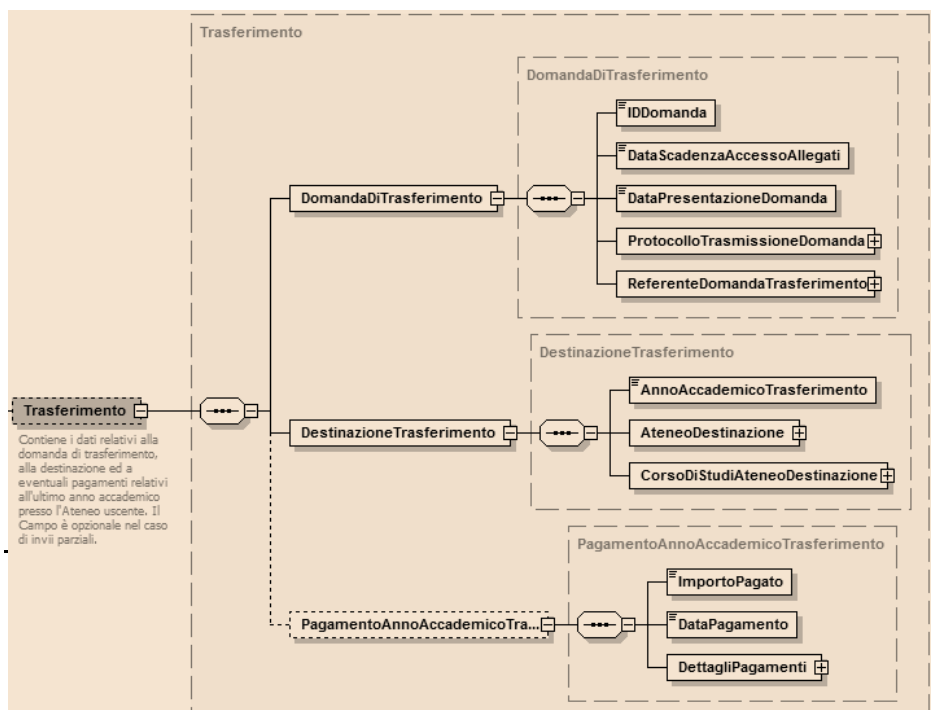 Trasferimento
DomandaDiTrasferimento
IDDomanda
DataScadenzaAccessoAllegati
DomandaDiTrasferimento
DataPresentazioneDomanda
ProtocolloTrasmissioneDomanda
ReferenteDomandaTrasferimento
DestinazioneTrasferimento
AnnoAccademicoTrasferimento
Trasferimento
Contiene i dati relativi alla
domanda di trasferimento,
alla destinazione ed a
eventuali pagamenti relativi
all'ultimo anno accademico
presso l'Ateneo uscente. Il
Campo è opzionale nel caso
di invii parziali.
DestinazioneTrasferimento
AteneoDestinazione
CorsoDiStudiAteneoDestinazione
PagamentoAnnoAccademicoTrasferimento
ImportoPagato
PagamentoAnnoAccademicoTra...
DataPagamento
DettagliPagamenti